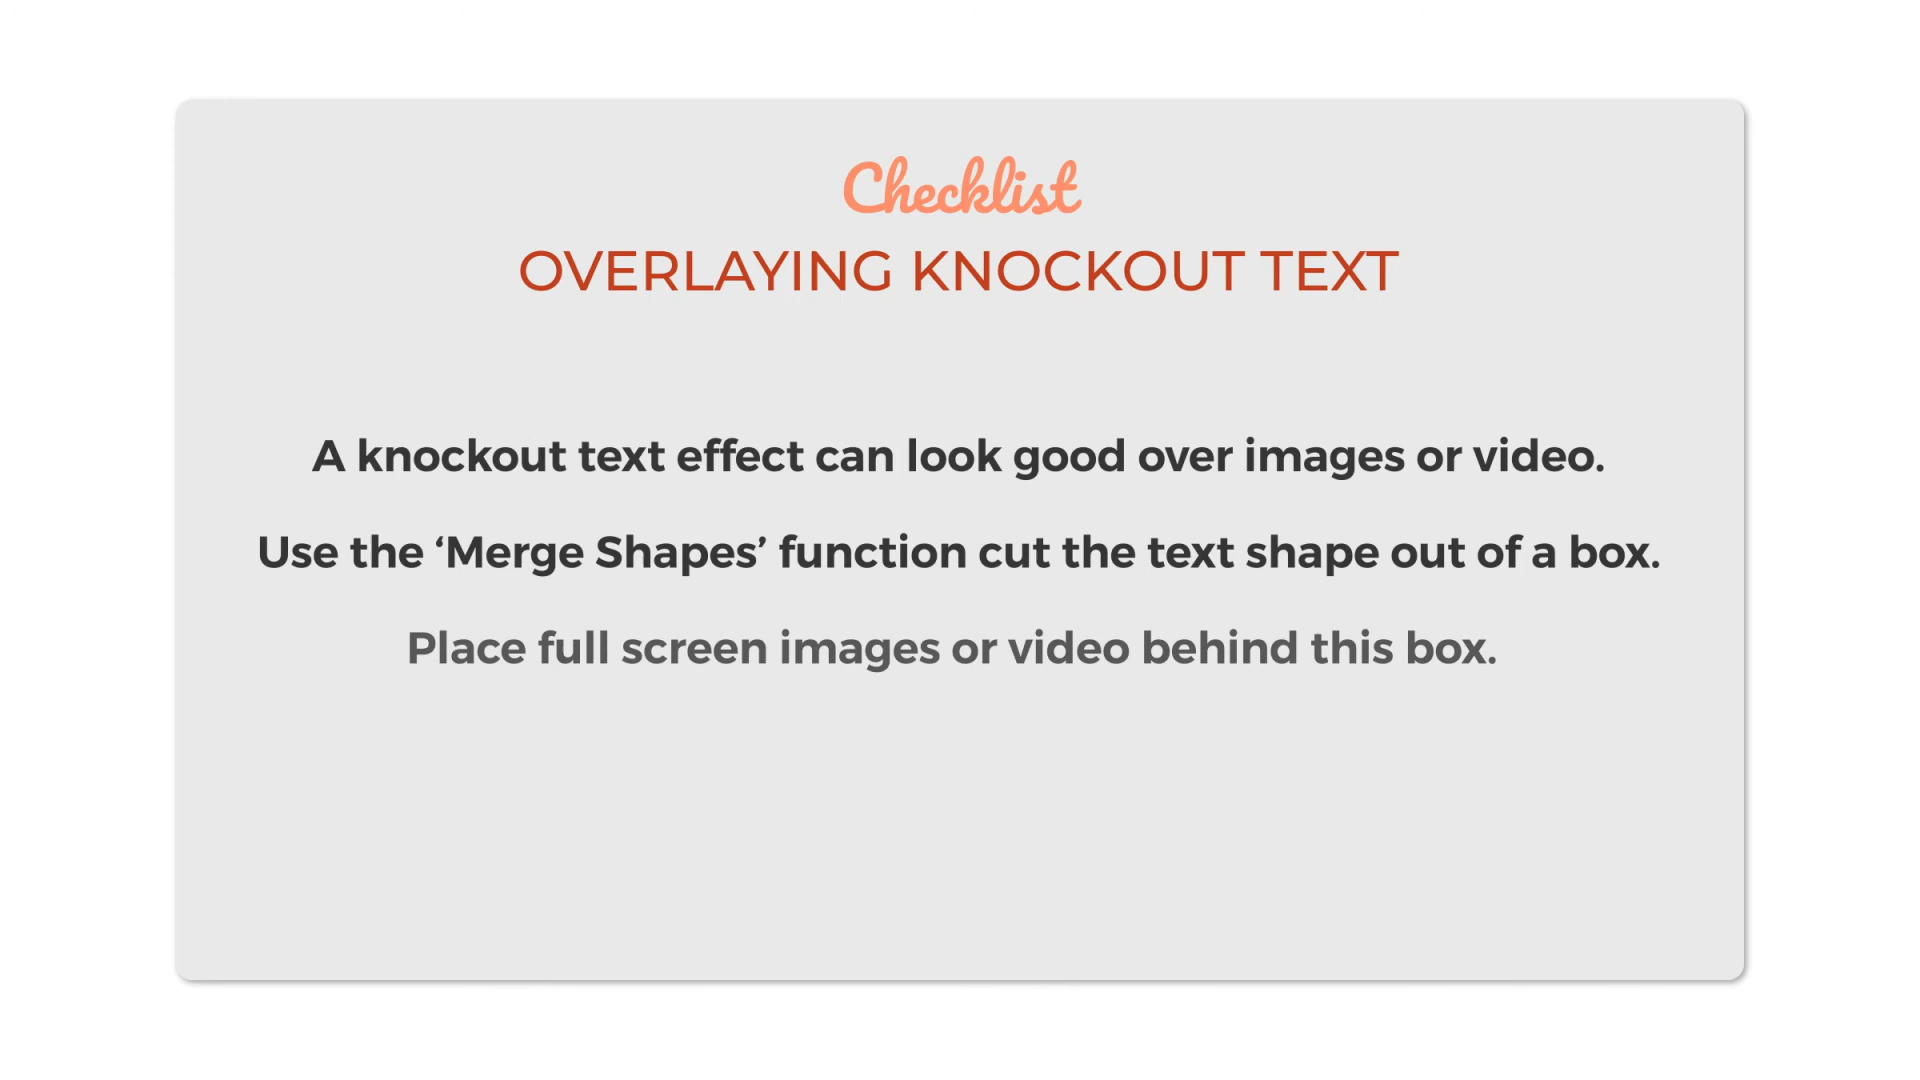 Checklist
OVERLAYING KNOCKOUT TEXT
A knockout text effect can look good over images or video.
Use the ‘Merge Shapes’ function cut the text shape out of a box.
Place full screen images or video behind this box.